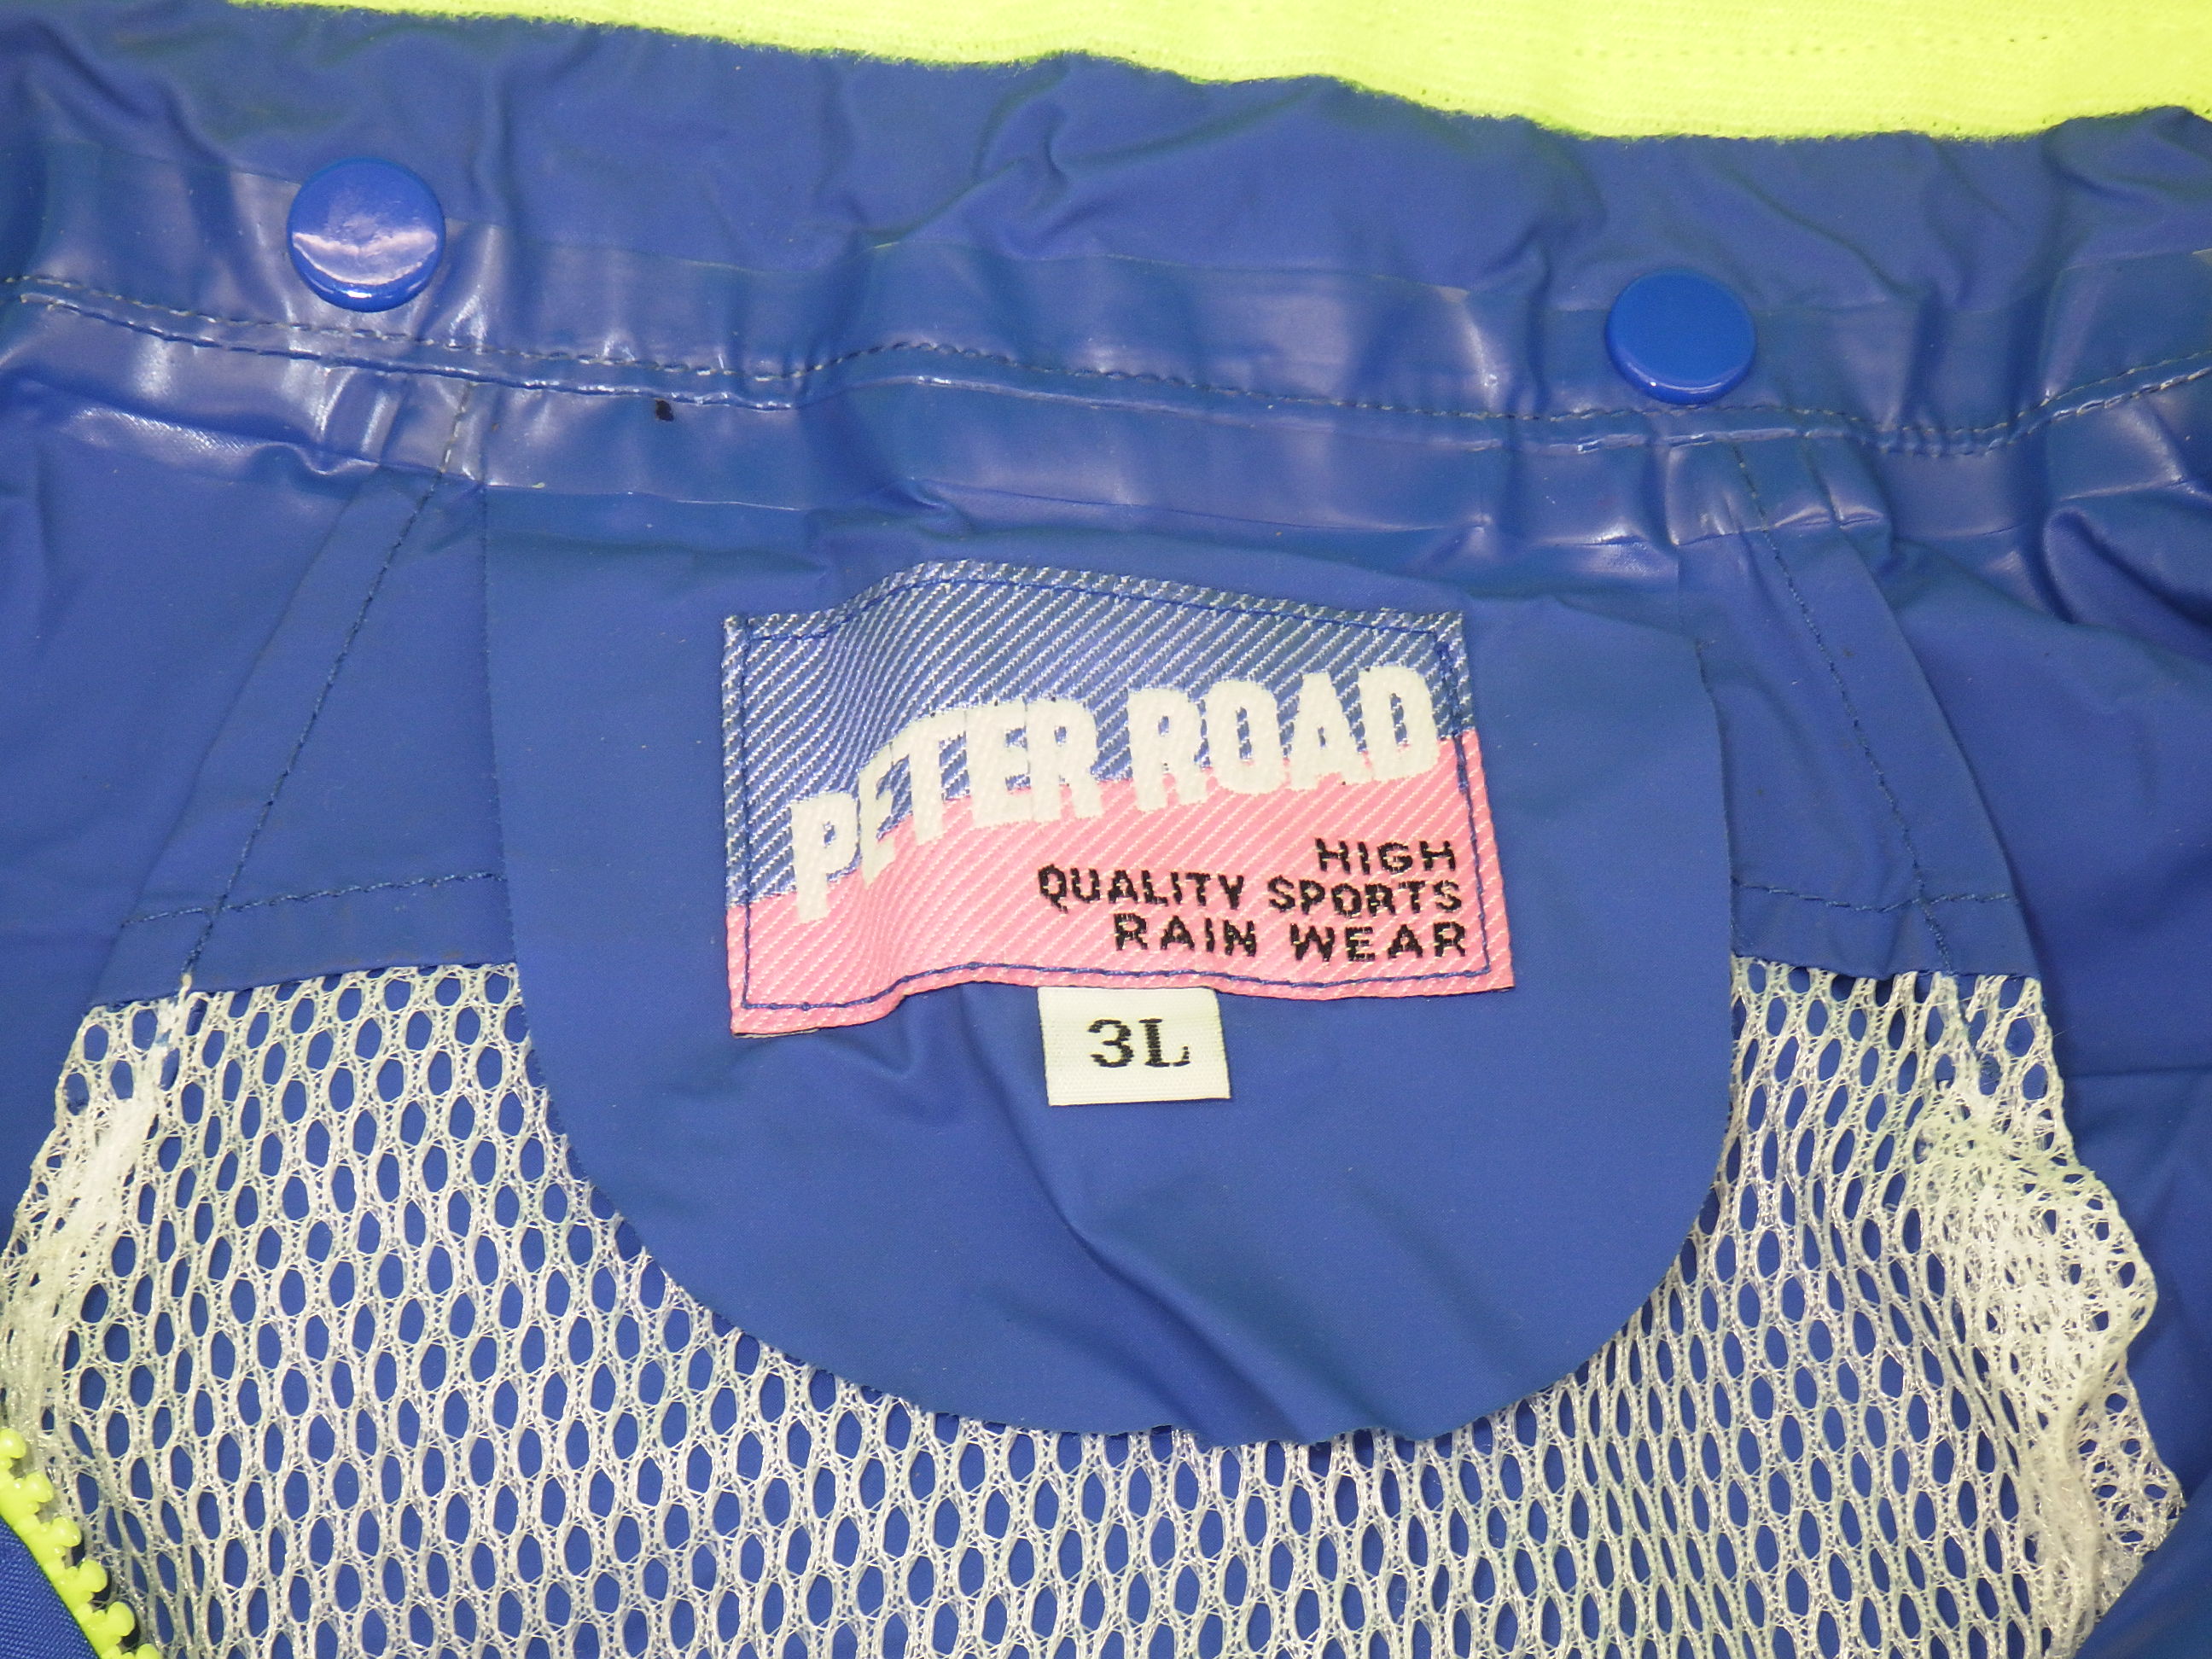 PETER ROAD
HIGH
QUALITY SPORTS
RAIN WEAR
3L